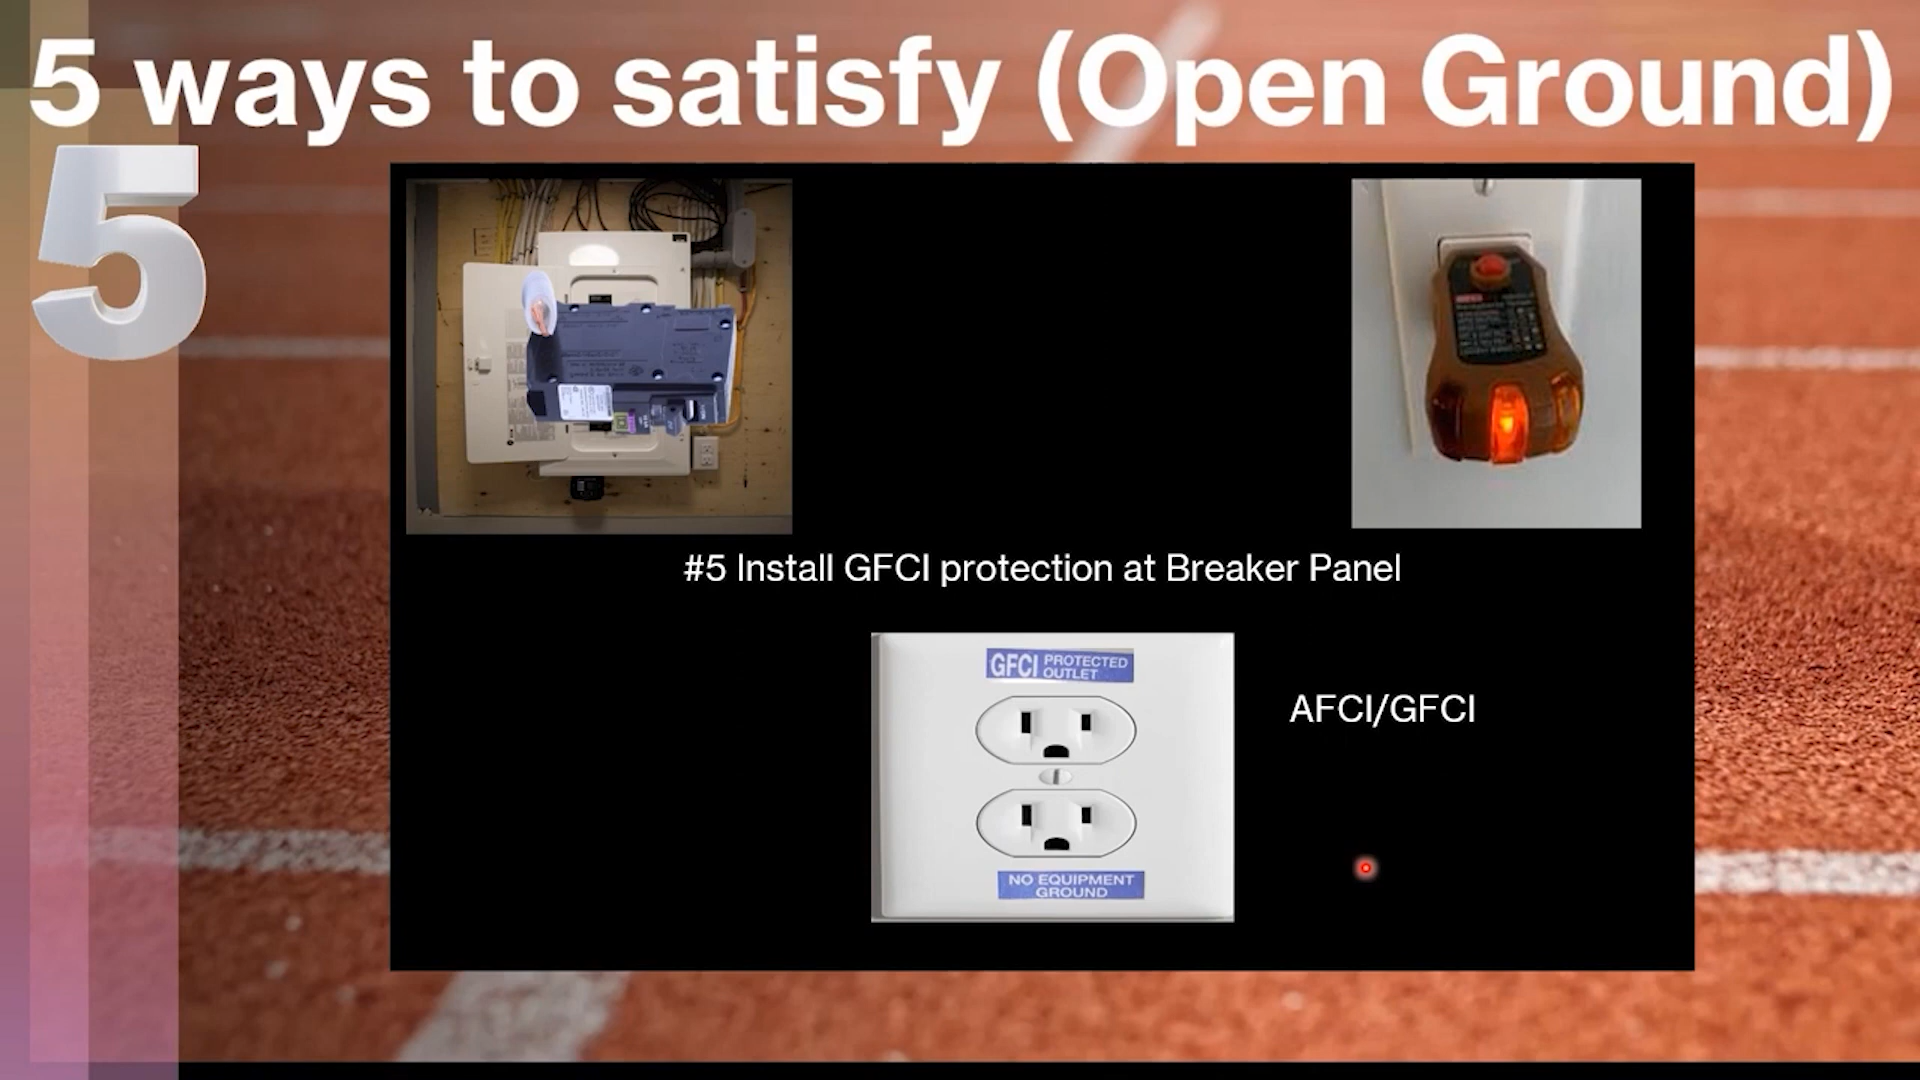 5 ways to satisfy (Open Ground)
5
#5 Install GFCI protection at Breaker Panel
GFCI PROTECTED
OUTLET
AFCI/GFCI
NO EQUIPMENT
GROUND